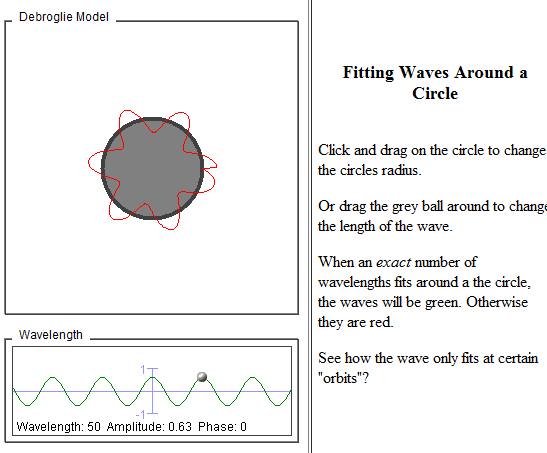 Debroglie Model
Fitting Waves Around a
Circle
Click and drag on the circle to change
the circles radius.
Or drag the grey ball around to change
the length of the wave.
When an exact number of
wavelengths fits around a the circle,
the waves will be green. Otherwise
they are red.
See how the wave only fits at certain
"orbits"?
Wavelength
1
-1
Wavelength: 50 Amplitude: 0.63 Phase: 0